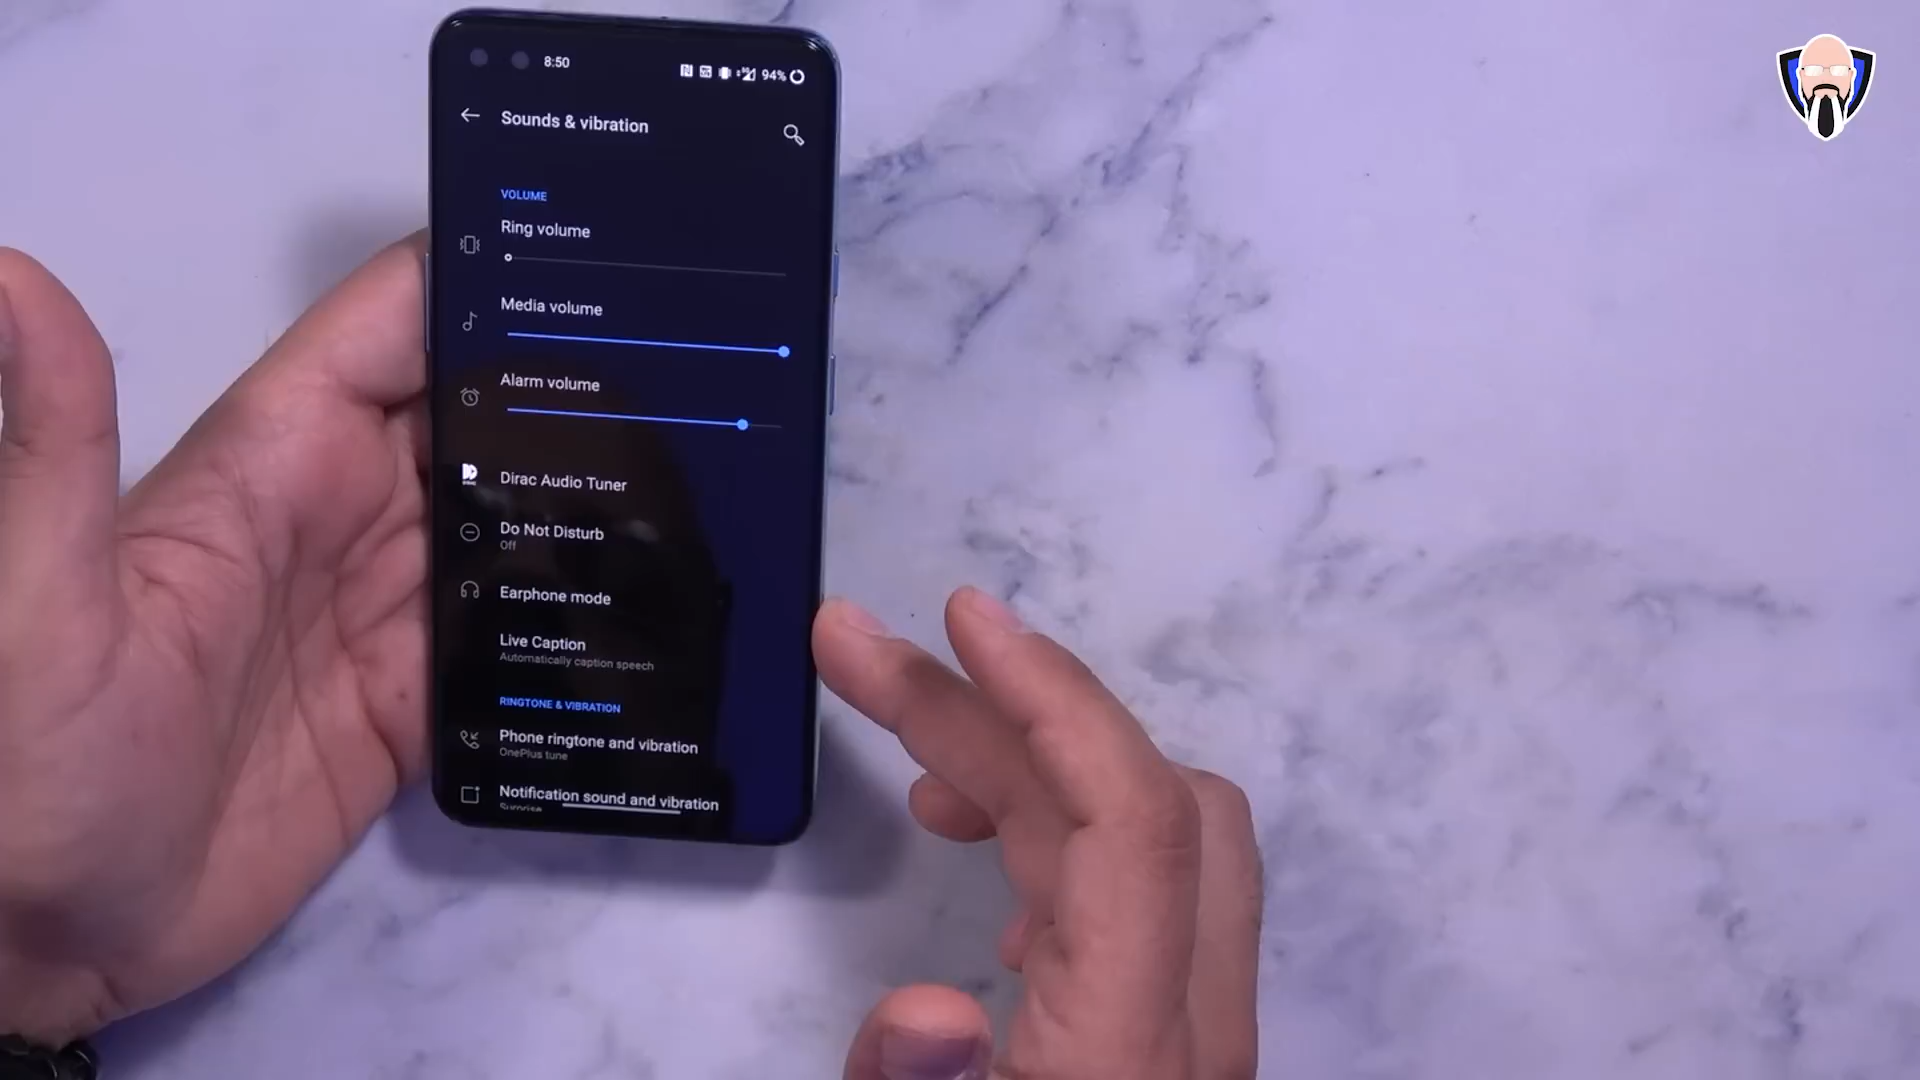 8:50
94%
Sounds & vibration
VOLUME
Ring volume
Media volume
Alarm volume
Dirac Audio Tuner
Do Not Disturb
Off
Earphone mode
Live Caption
Automatically caption speech
RINGTONE & VIBRATION
Phone ringtone and vibration
OnePlus tune
Notification sound and vibration
Surprise